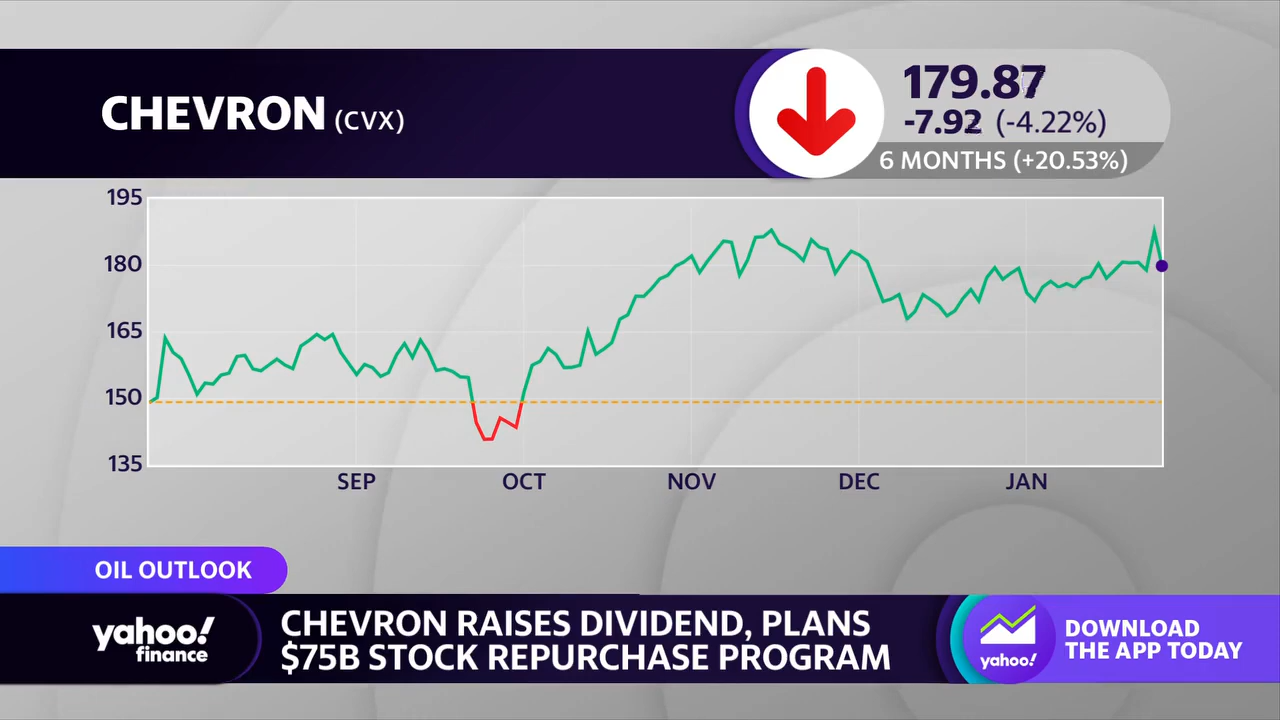 CHEVRON (CVX)
179.87
-7.92 (-4.22%)
6 MONTHS (+20.53%)
195
180
165
150
135
SEP OCT NOV DEC JAN
OIL OUTLOOK
yahoo!
finance
CHEVRON RAISES DIVIDEND, PLANS
$75B STOCK REPURCHASE PROGRAM
yahoo!
DOWNLOAD
THE APP TODAY